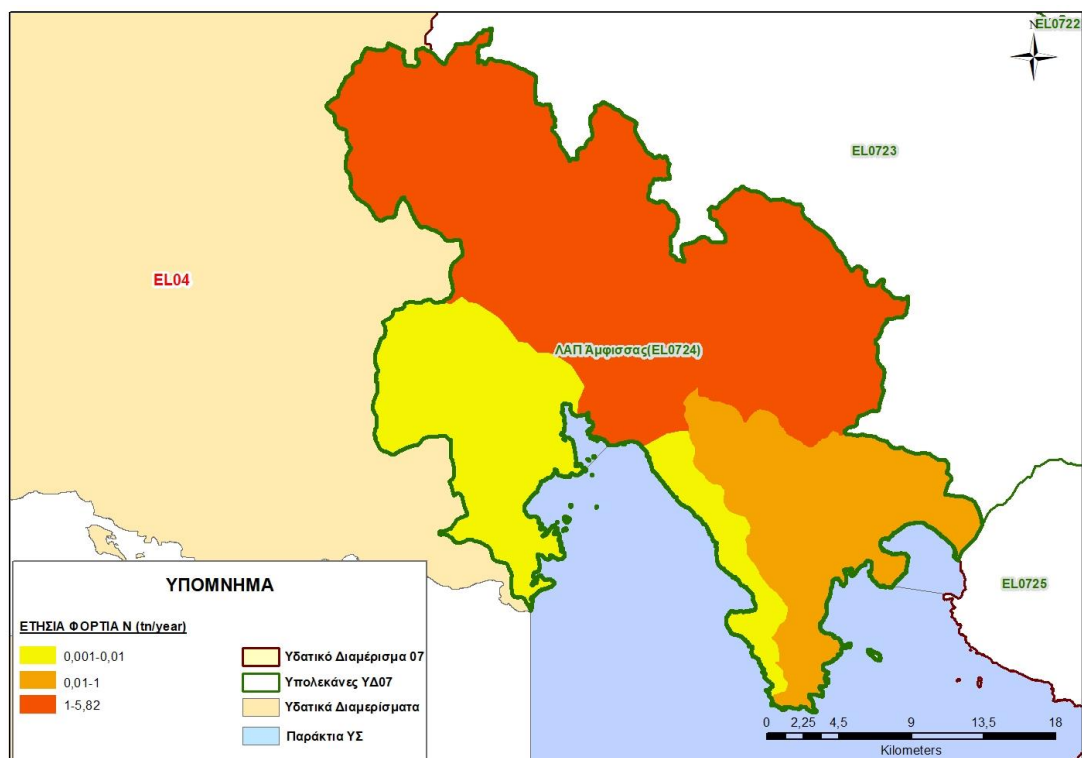 EL0722
N
EL0723
EL04
ΛΑΠ Άμφισσας(EL0724)
EL0725
ΥΠΟΜΝΗΜΑ
ΕΤΗΣΙΑ ΦΟΡΤΙΑ Ν (tn/year)
0,001-0,01
0,01-1
1-5,82
Υδατικό Διαμέρισμα 07
Υπολεκάνες ΥΔ07
Υδατικά Διαμερίσματα
Παράκτια ΥΣ
0 2,25 4,5 9 13,5 18
Kilometers